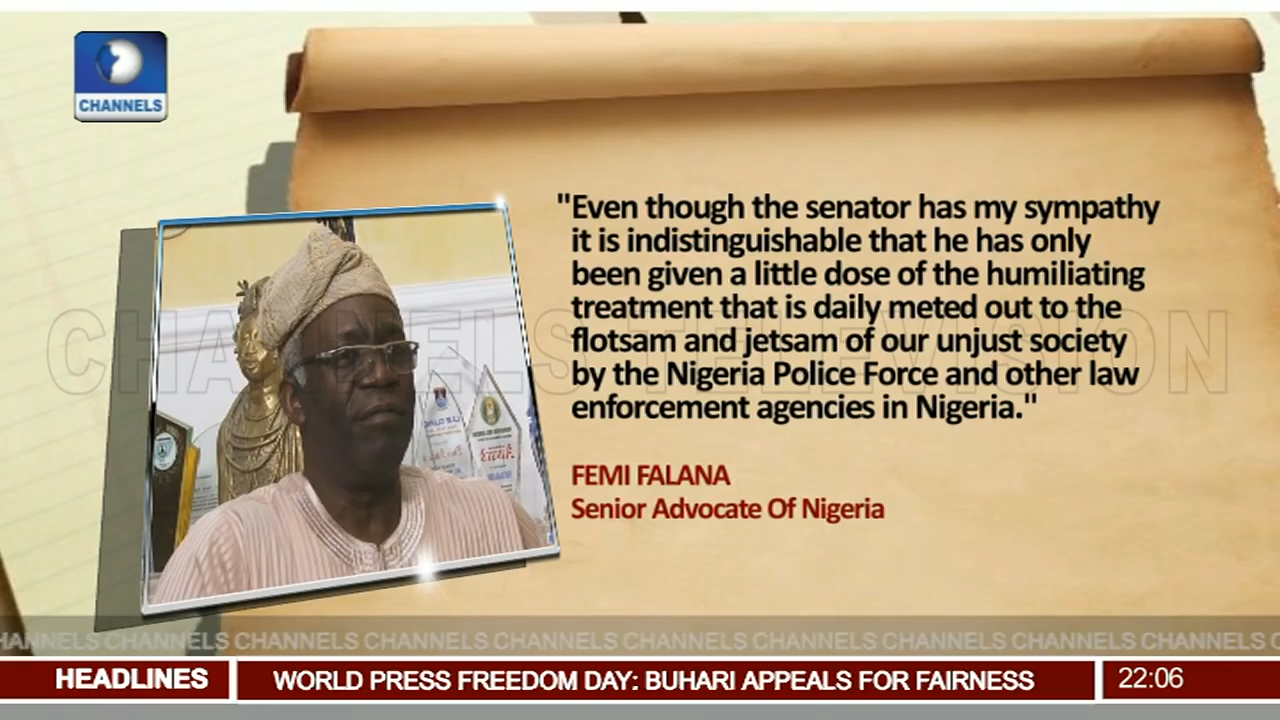 CHANNELS
"Even though the senator has my sympathy
it is indistinguishable that he has only
been given a little dose of the humiliating
treatment that is daily meted out to the
flotsam and jetsam of our unjust society
by the Nigeria Police Force and other law
enforcement agencies in Nigeria."
FEMI FALANA
Senior Advocate Of Nigeria
CHANNELS TELEVISION
CHANNELS CHANNELS CHANNELS CHANNELS CHANNELS CHANNELS CHANNELS CHANNELS CHANNELS
HEADLINES
WORLD PRESS FREEDOM DAY: BUHARI APPEALS FOR FAIRNESS
22:06